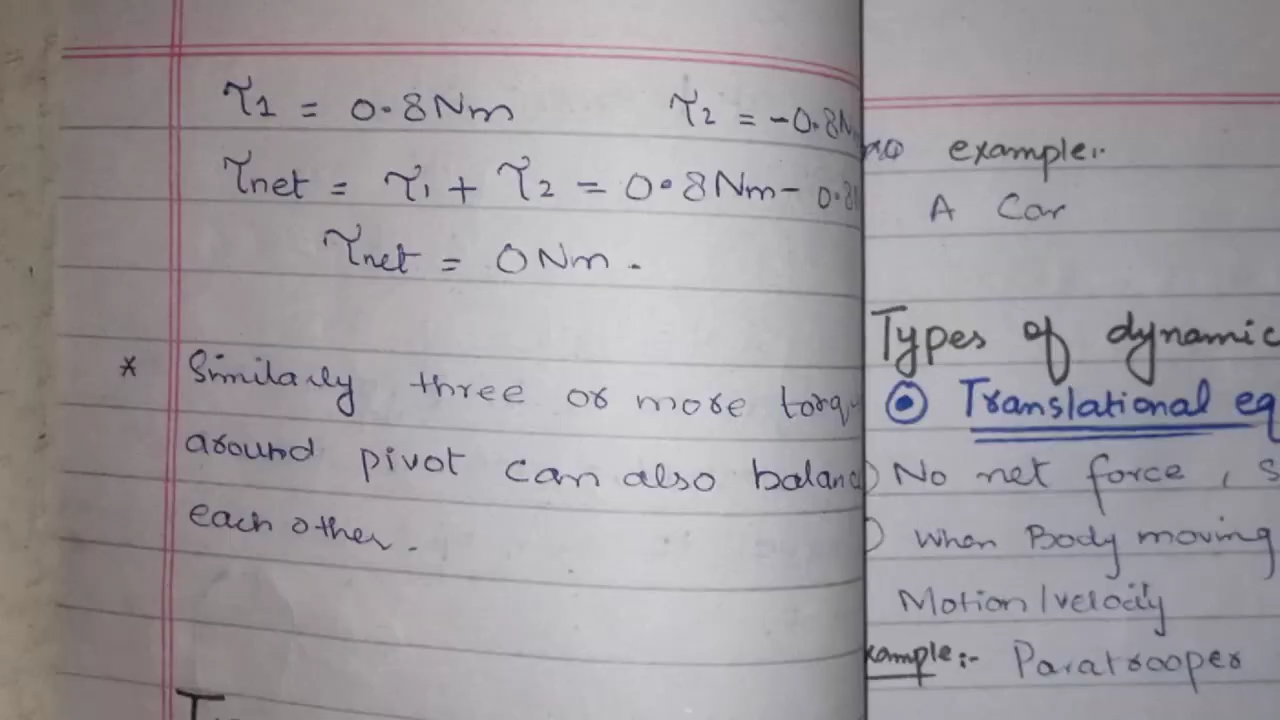 τ1 = 0.8Nm τ2 = -0.8N
τnet = τ1 + τ2 = 0.8Nm - 0.8
τnet = 0Nm.
* Similarly three or more torq
around pivot can also balanc
each other.
example:-
A Car
Types of dynamic
Translational eq
No net force, S
When Body moving
Motion/velocity
xample:- Paratrooper